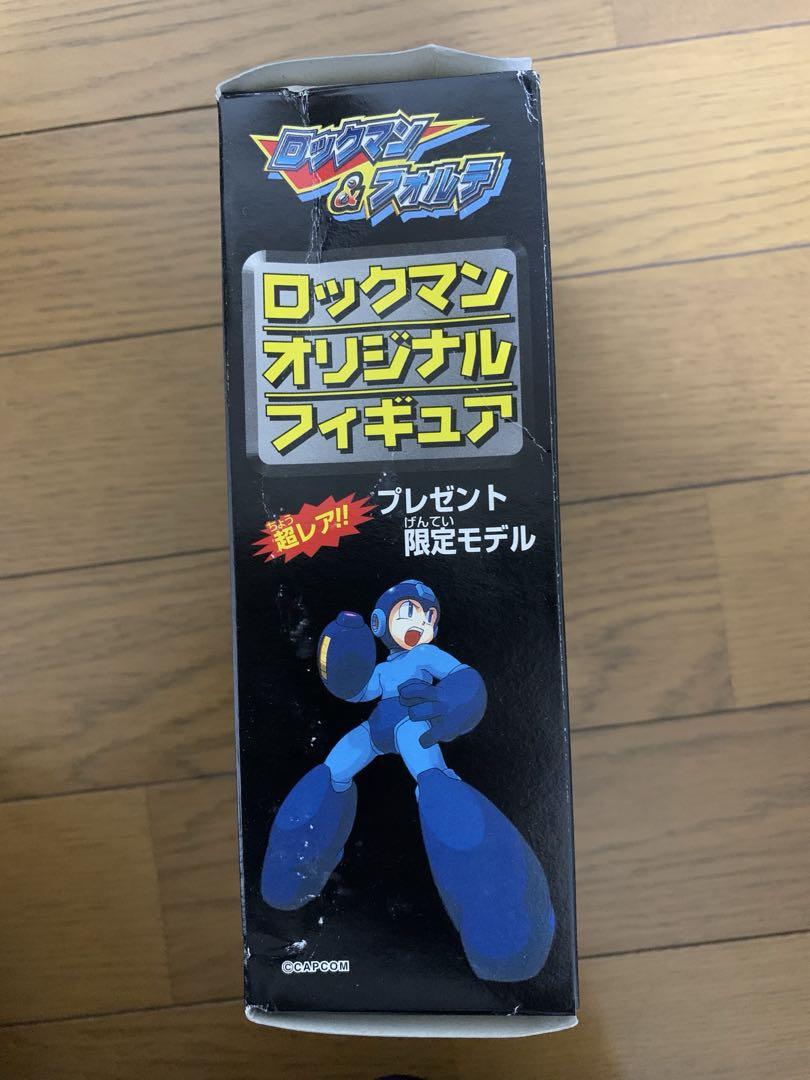 ロックマン
&フォルテ
ロックマン
オリジナル
フィギュア
ちょう
超レア!!
プレゼント
げんてい
限定モデル
©CAPCOM